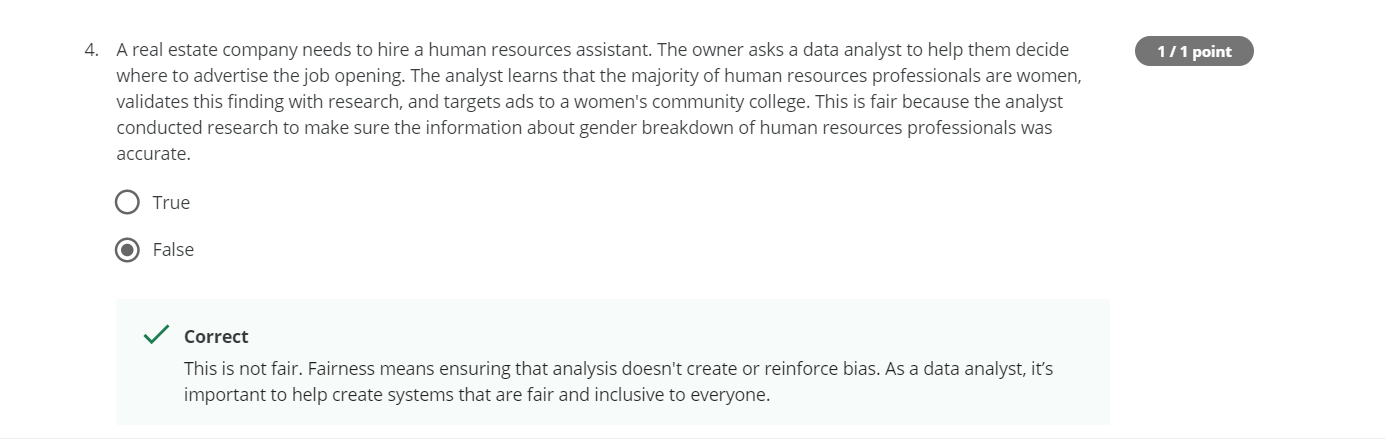 4. A real estate company needs to hire a human resources assistant. The owner asks a data analyst to help them decide
1 / 1 point
where to advertise the job opening. The analyst learns that the majority of human resources professionals are women,
validates this finding with research, and targets ads to a women's community college. This is fair because the analyst
conducted research to make sure the information about gender breakdown of human resources professionals was
accurate.
True
False
Correct
This is not fair. Fairness means ensuring that analysis doesn't create or reinforce bias. As a data analyst, it’s
important to help create systems that are fair and inclusive to everyone.